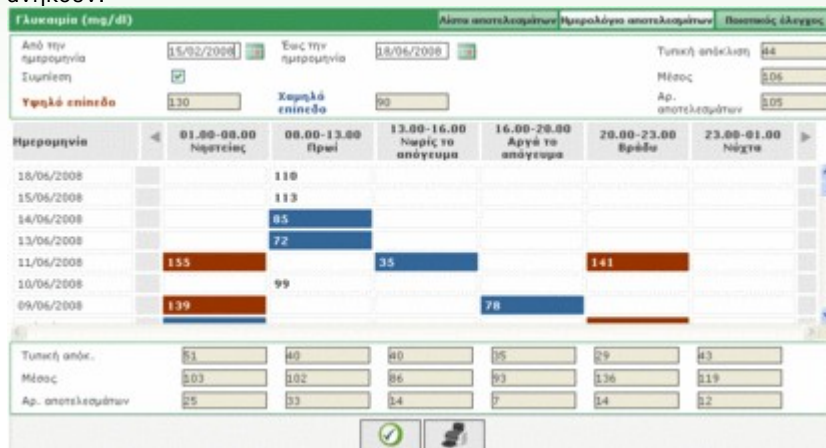 ανήκουν.
Γλυκαιμία (mg/dl) Λίστα αποτελεσμάτων Ημερολόγιο αποτελεσμάτων Ποιοτικός έλεγχος
Από την ημερομηνία 15/02/2008 Έως την ημερομηνία 18/06/2008 Τυπική απόκλιση 44
Συμπίεση Μέσος 106
Υψηλό επίπεδο 130 Χαμηλό επίπεδο 90 Αρ. αποτελεσμάτων 105
Ημερομηνία 01.00-08.00 Νηστείας 08.00-13.00 Πρωί 13.00-16.00 Νωρίς το απόγευμα 16.00-20.00 Αργά το απόγευμα 20.00-23.00 Βράδυ 23.00-01.00 Νύχτα
18/06/2008 110
15/06/2008 113
14/06/2008 85
13/06/2008 72
11/06/2008 155 35 141
10/06/2008 99
09/06/2008 139 78
Τυπική απόκ. 51 40 40 35 29 43
Μέσος 103 102 86 93 136 119
Αρ. αποτελεσμάτων 25 33 14 7 14 12